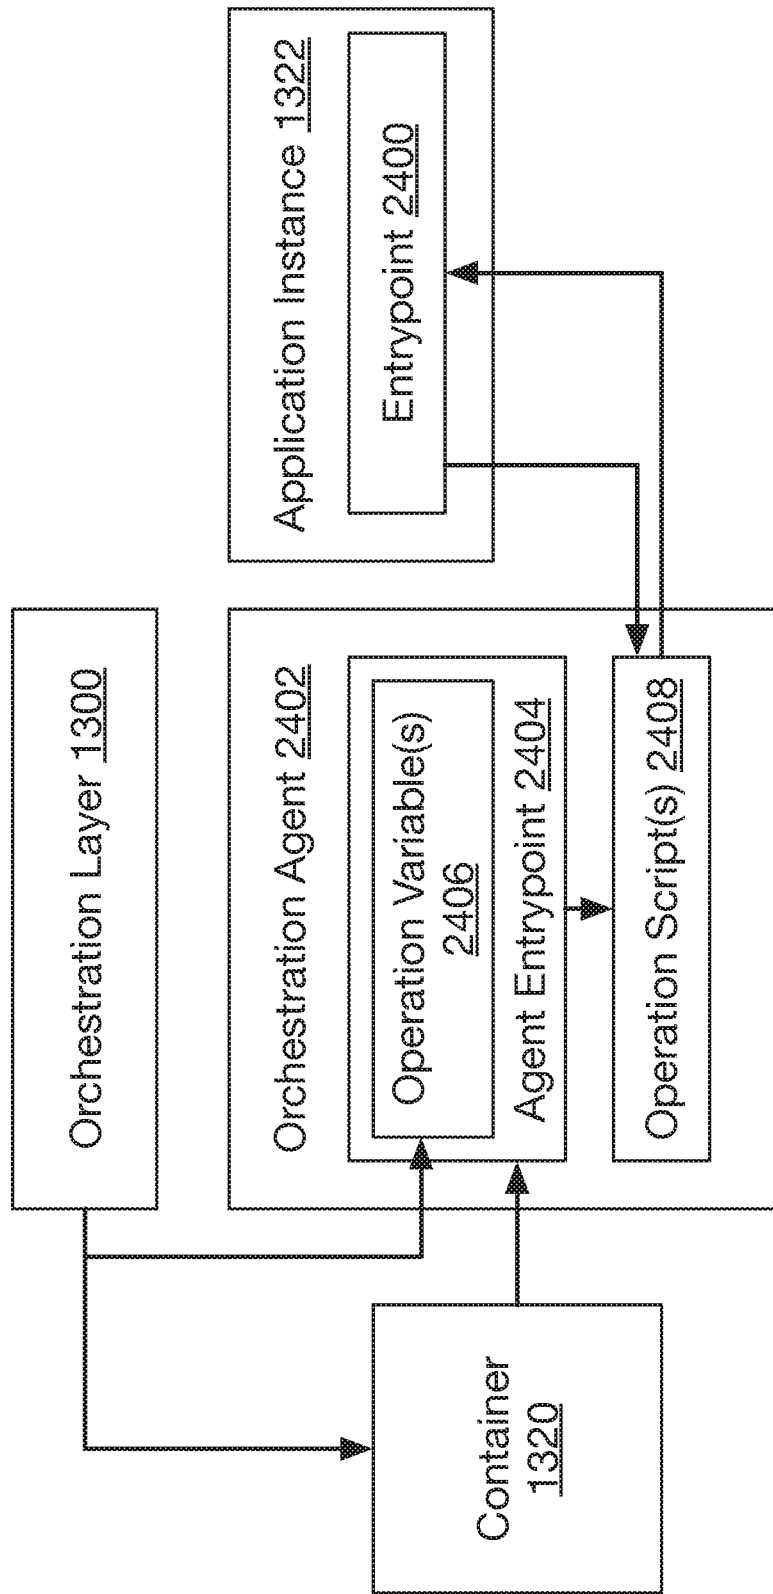 Orchestration Layer 1300
Container
1320
Orchestration Agent 2402
Operation Variable(s)
2406
Agent Entrypoint 2404
Operation Script(s) 2408
Application Instance 1322
Entrypoint 2400